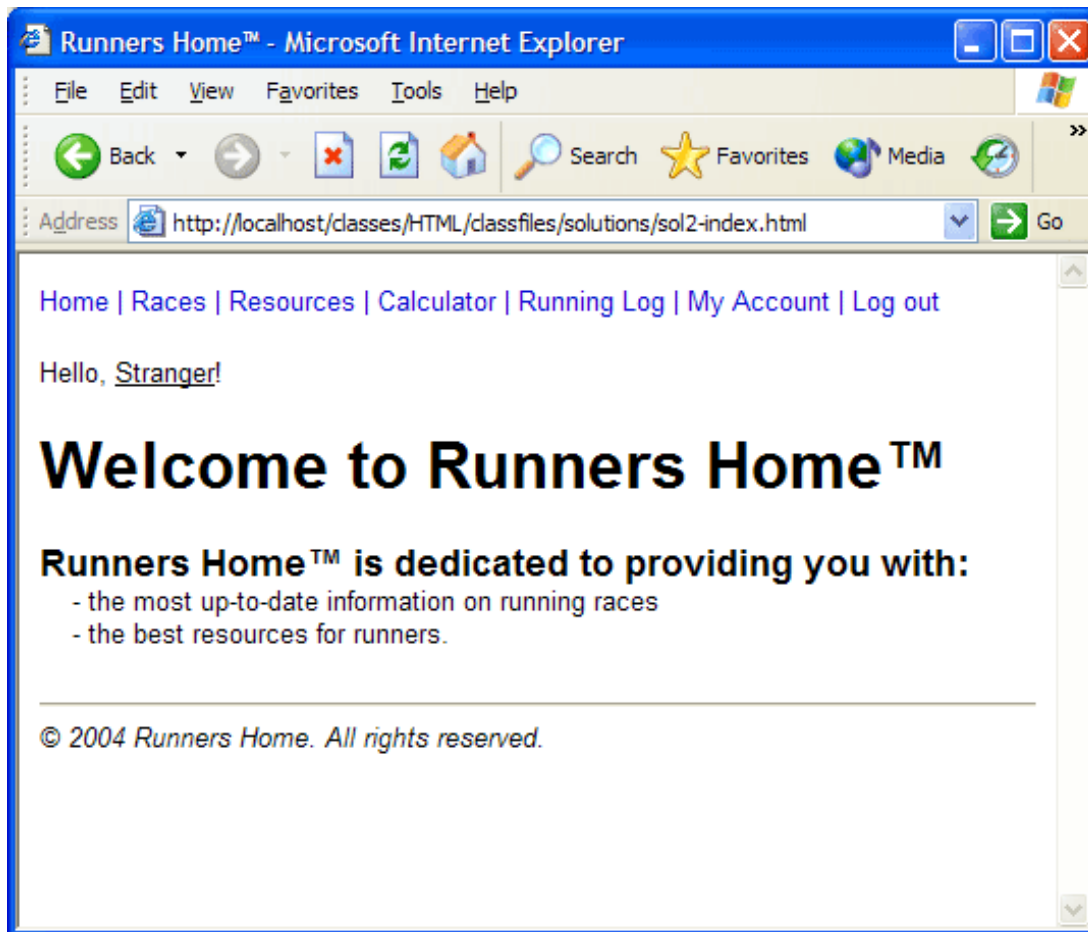 Runners Home™ - Microsoft Internet Explorer
File Edit View Favorites Tools Help
Back Search Favorites Media »
Address http://localhost/classes/HTML/classfiles/solutions/sol2-index.html Go
Home | Races | Resources | Calculator | Running Log | My Account | Log out
Hello, Stranger!
Welcome to Runners Home™
Runners Home™ is dedicated to providing you with:
- the most up-to-date information on running races
- the best resources for runners.
© 2004 Runners Home. All rights reserved.